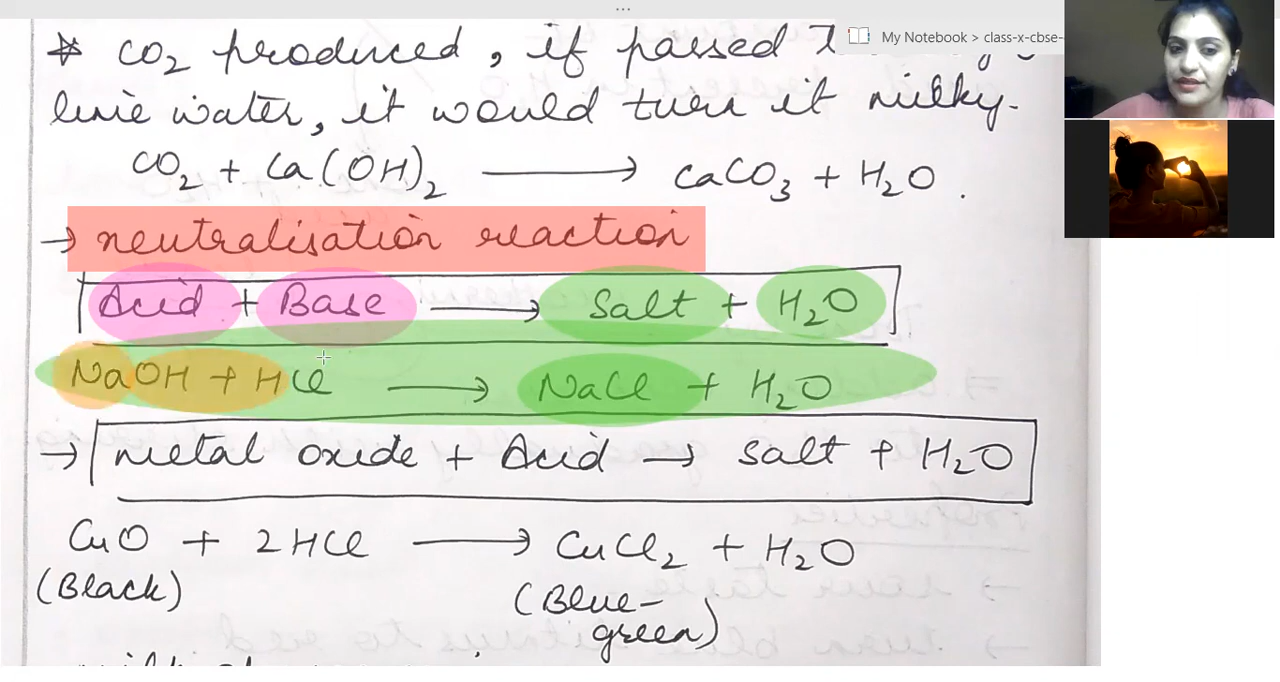 ...
My Notebook > class-x-cbse-
* CO₂ produced, if passed
lime water, it would turn it milky.
CO₂ + Ca(OH)₂ → CaCO₃ + H₂O.
→ neutralisation reaction
Acid + Base → Salt + H₂O
NaOH + HCl → NaCl + H₂O
→ metal oxide + Acid → salt + H₂O
CuO + 2HCl → CuCl₂ + H₂O
(Black) (Blue-
green)